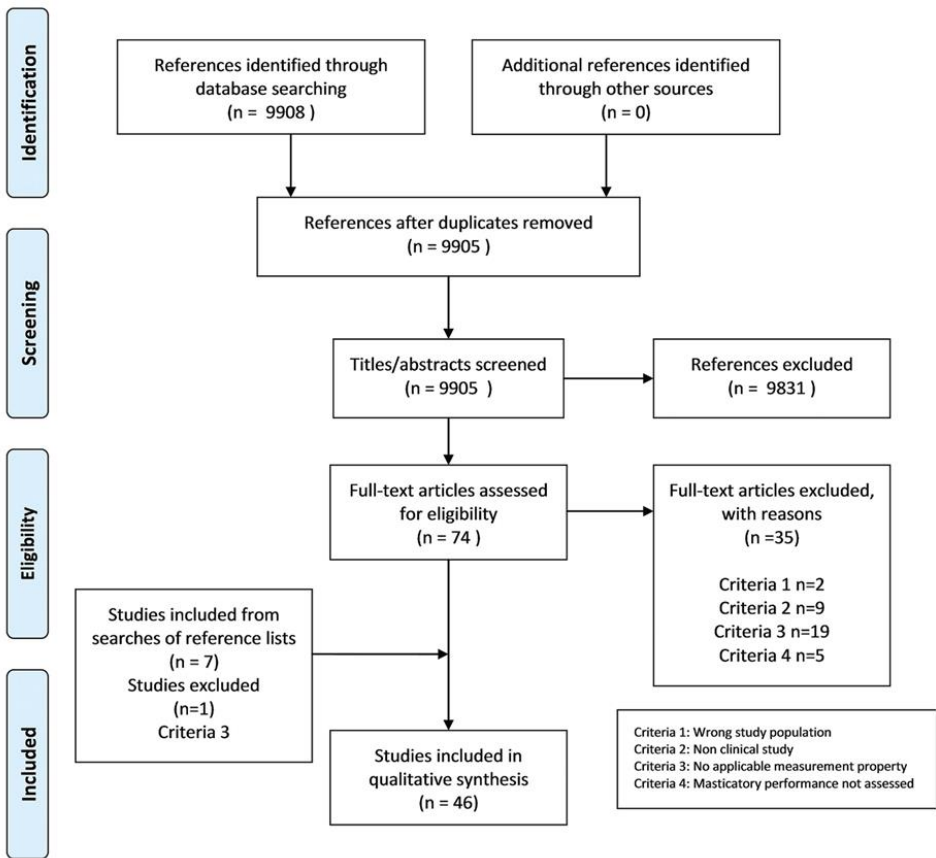 Identification
References identified through
database searching
(n = 9908 )
Additional references identified
through other sources
(n = 0)
References after duplicates removed
(n = 9905)
Screening
Titles/abstracts screened
(n = 9905 )
References excluded
(n = 9831 )
Eligibility
Full-text articles assessed
for eligibility
(n = 74 )
Full-text articles excluded,
with reasons
(n =35)
Criteria 1 n=2
Criteria 2 n=9
Criteria 3 n=19
Criteria 4 n=5
Studies included from
searches of reference lists
(n = 7)
Studies excluded
(n=1)
Criteria 3
Included
Studies included in
qualitative synthesis
(n = 46)
Criteria 1: Wrong study population
Criteria 2: Non clinical study
Criteria 3: No applicable measurement property
Criteria 4: Masticatory performance not assessed